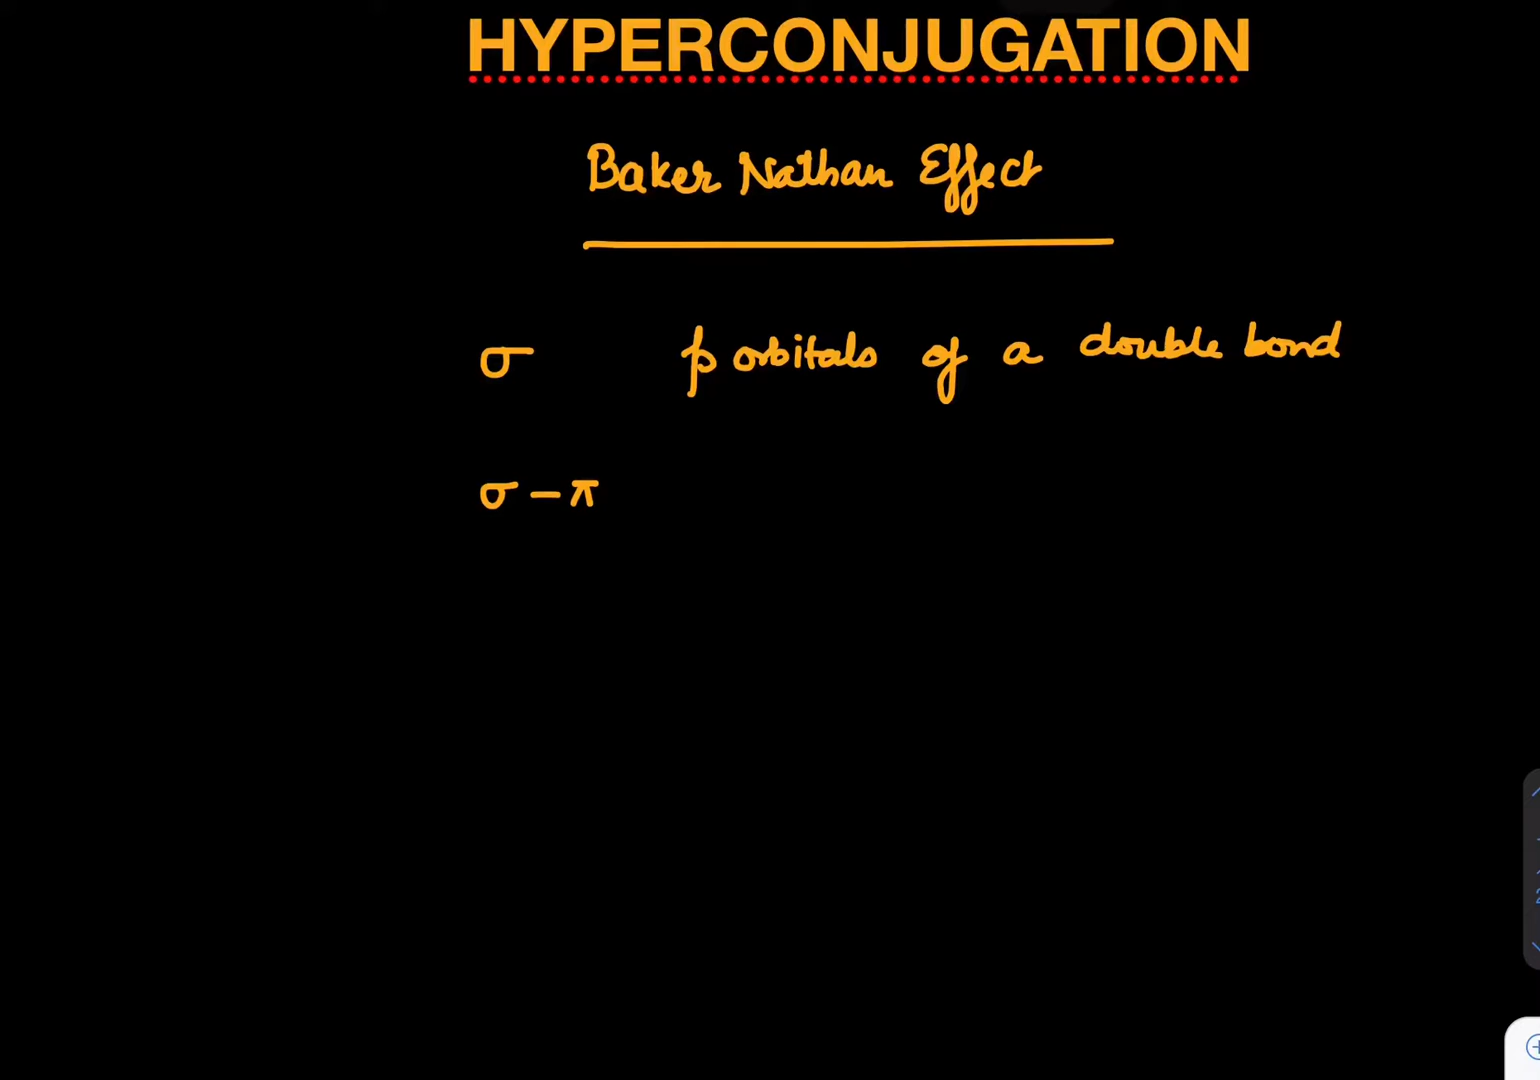 HYPERCONJUGATION
Baker Nathan Effect
σ p orbitals of a double bond
σ - π